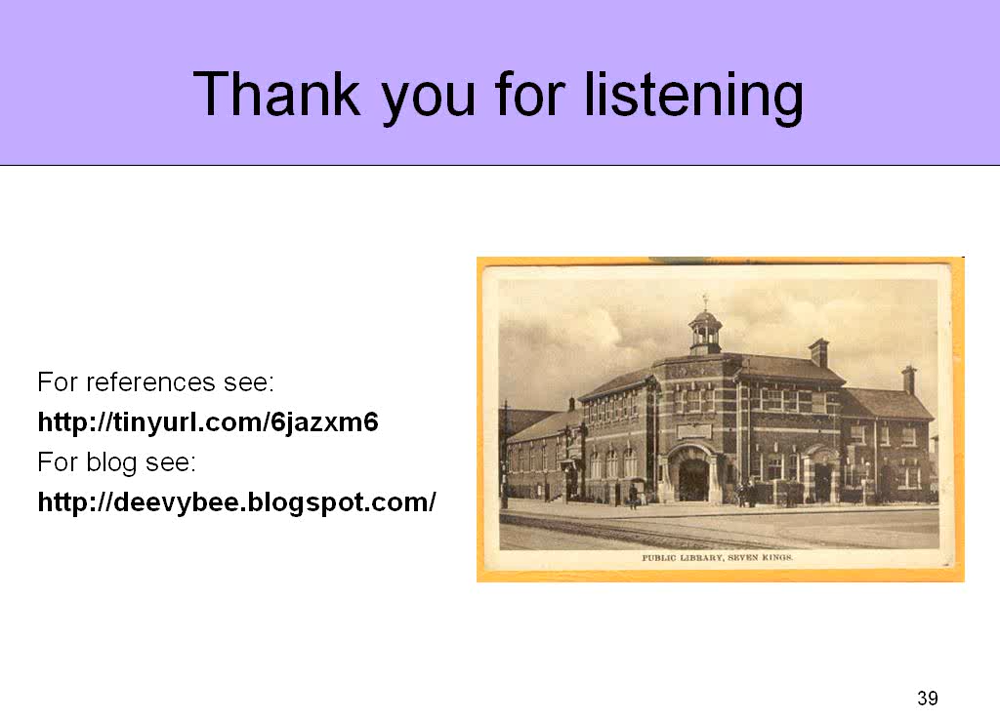 Thank you for listening
For references see:
http://tinyurl.com/6jazxm6
For blog see:
http://deevybee.blogspot.com/
PUBLIC LIBRARY, SEVEN KINGS.
39